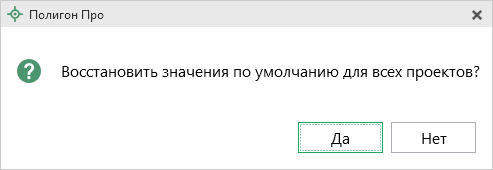 Полигон Про
Восстановить значения по умолчанию для всех проектов?
Да
Нет